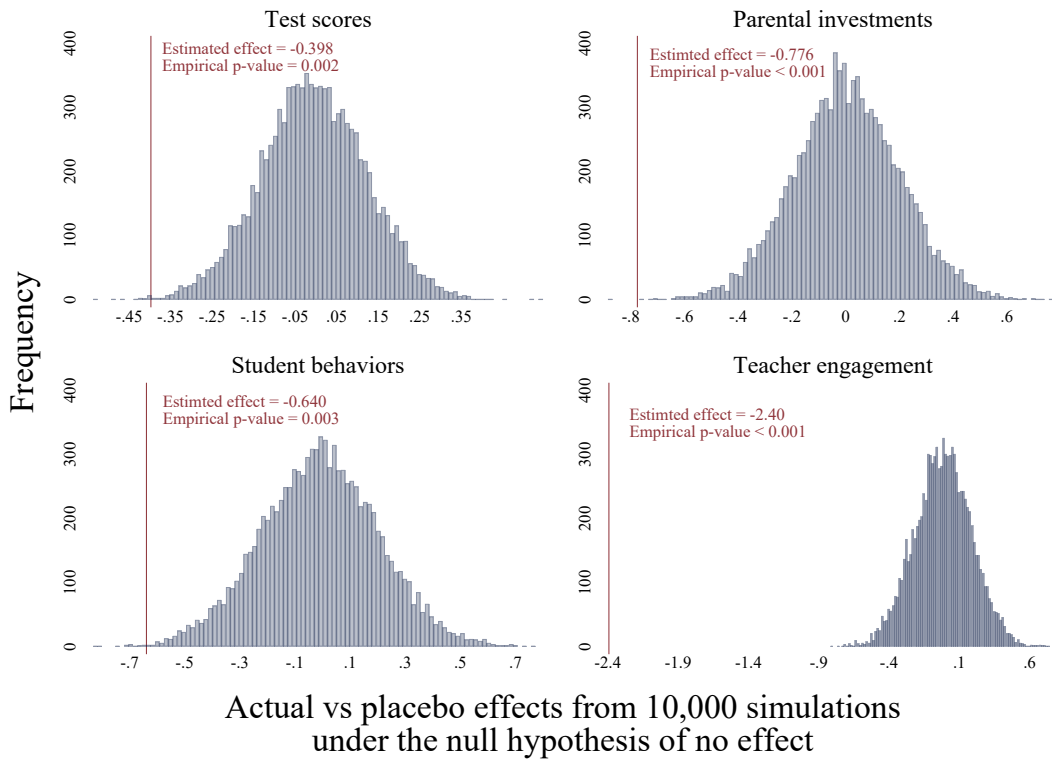 Test scores
Estimated effect = -0.398
Empirical p-value = 0.002
400
300
200
100
0
-.45 -.35 -.25 -.15 -.05 .05 .15 .25 .35
Parental investments
Estimted effect = -0.776
Empirical p-value < 0.001
400
300
200
100
0
-.8 -.6 -.4 -.2 0 .2 .4 .6
Frequency
Student behaviors
Estimted effect = -0.640
Empirical p-value = 0.003
400
300
200
100
0
-.7 -.5 -.3 -.1 .1 .3 .5 .7
Teacher engagement
Estimted effect = -2.40
Empirical p-value < 0.001
400
300
200
100
0
-2.4 -1.9 -1.4 -.9 -.4 .1 .6
Actual vs placebo effects from 10,000 simulations
under the null hypothesis of no effect